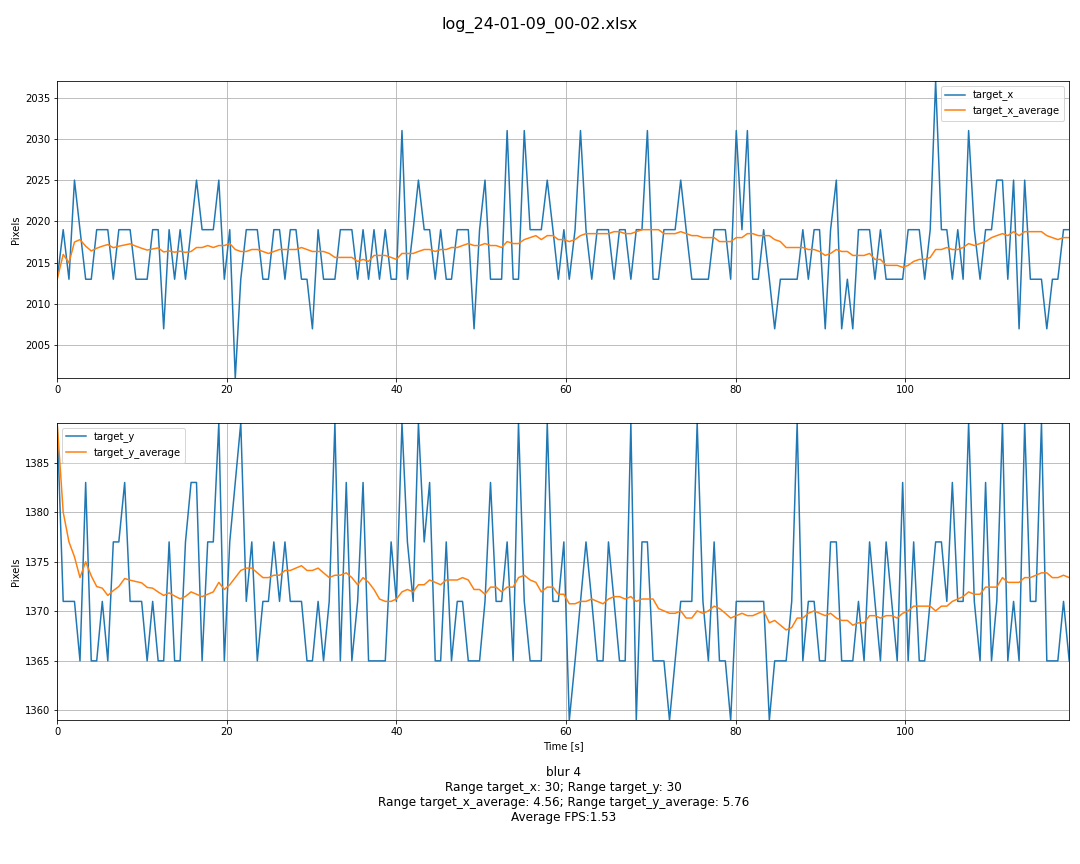 log_24-01-09_00-02.xlsx
target_x
target_x_average
Pixels
2035
2030
2025
2020
2015
2010
2005
0 20 40 60 80 100
target_y
target_y_average
Pixels
1385
1380
1375
1370
1365
1360
0 20 40 60 80 100
Time [s]
blur 4
Range target_x: 30; Range target_y: 30
Range target_x_average: 4.56; Range target_y_average: 5.76
Average FPS:1.53